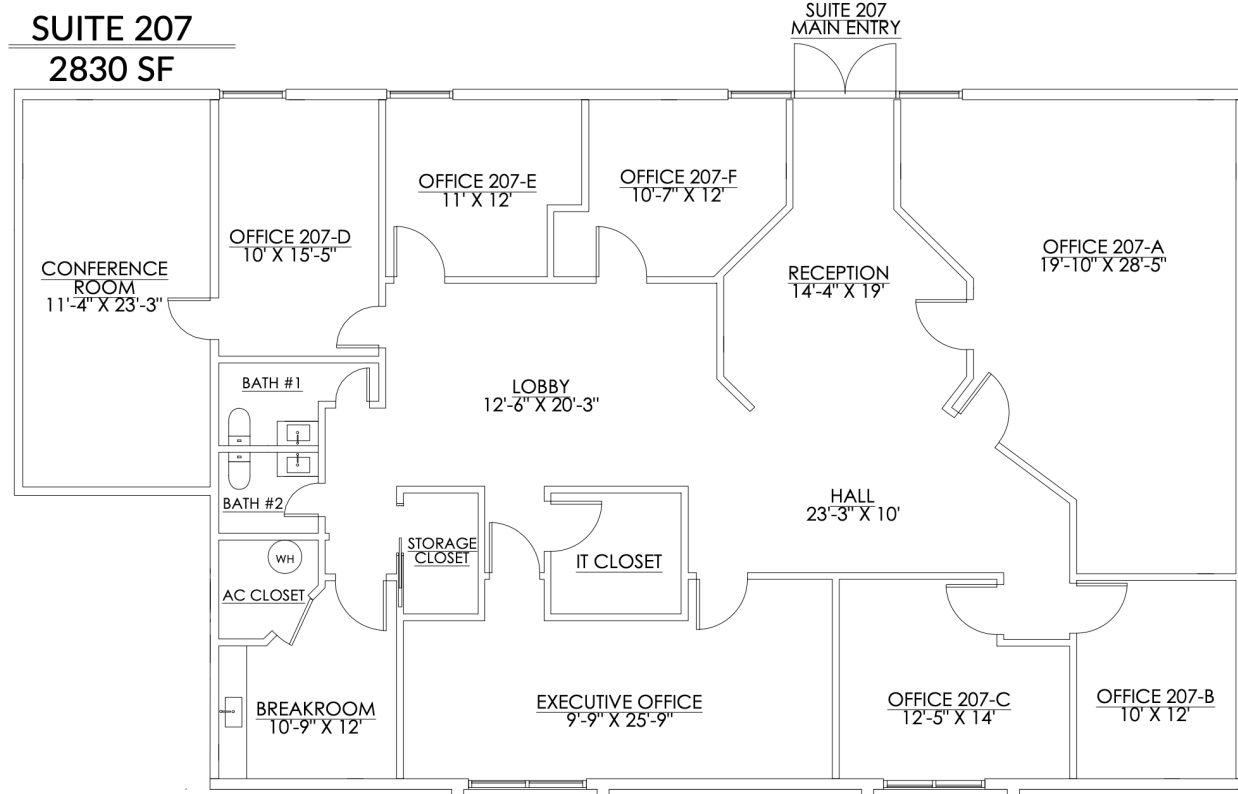 SUITE 207
2830 SF
SUITE 207
MAIN ENTRY
OFFICE 207-E
11' X 12'
OFFICE 207-F
10'-7" X 12'
OFFICE 207-D
10' X 15'-5"
CONFERENCE
ROOM
11'-4" X 23'-3"
RECEPTION
14'-4" X 19'
OFFICE 207-A
19'-10" X 28'-5"
BATH #1
LOBBY
12'-6" X 20'-3"
BATH #2
HALL
23'-3" X 10'
STORAGE
CLOSET
IT CLOSET
WH
AC CLOSET
BREAKROOM
10'-9" X 12'
EXECUTIVE OFFICE
9'-9" X 25'-9"
OFFICE 207-C
12'-5" X 14'
OFFICE 207-B
10' X 12'